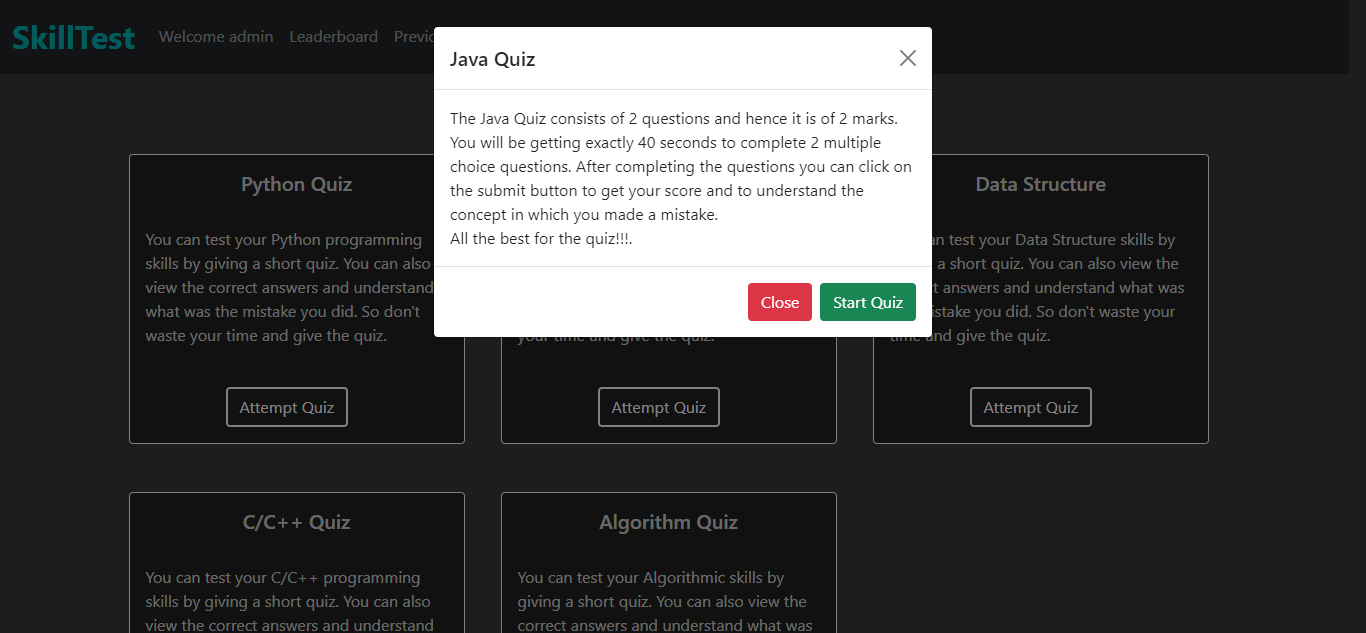 SkillTest
Welcome admin
Leaderboard
Java Quiz
The Java Quiz consists of 2 questions and hence it is of 2 marks.
You will be getting exactly 40 seconds to complete 2 multiple
choice questions. After completing the questions you can click on
the submit button to get your score and to understand the
concept in which you made a mistake.
All the best for the quiz!!!.
Close
Start Quiz
Python Quiz
You can test your Python programming
skills by giving a short quiz. You can also
view the correct answers and understand
what was the mistake you did. So don't
waste your time and give the quiz.
Attempt Quiz
your time and give the quiz.
Attempt Quiz
Data Structure
test your Data Structure skills by
a short quiz. You can also view the
answers and understand what was
you did. So don't waste your
time and give the quiz.
Attempt Quiz
C/C++ Quiz
You can test your C/C++ programming
skills by giving a short quiz. You can also
view the correct answers and understand
Algorithm Quiz
You can test your Algorithmic skills by
giving a short quiz. You can also view the
correct answers and understand what was